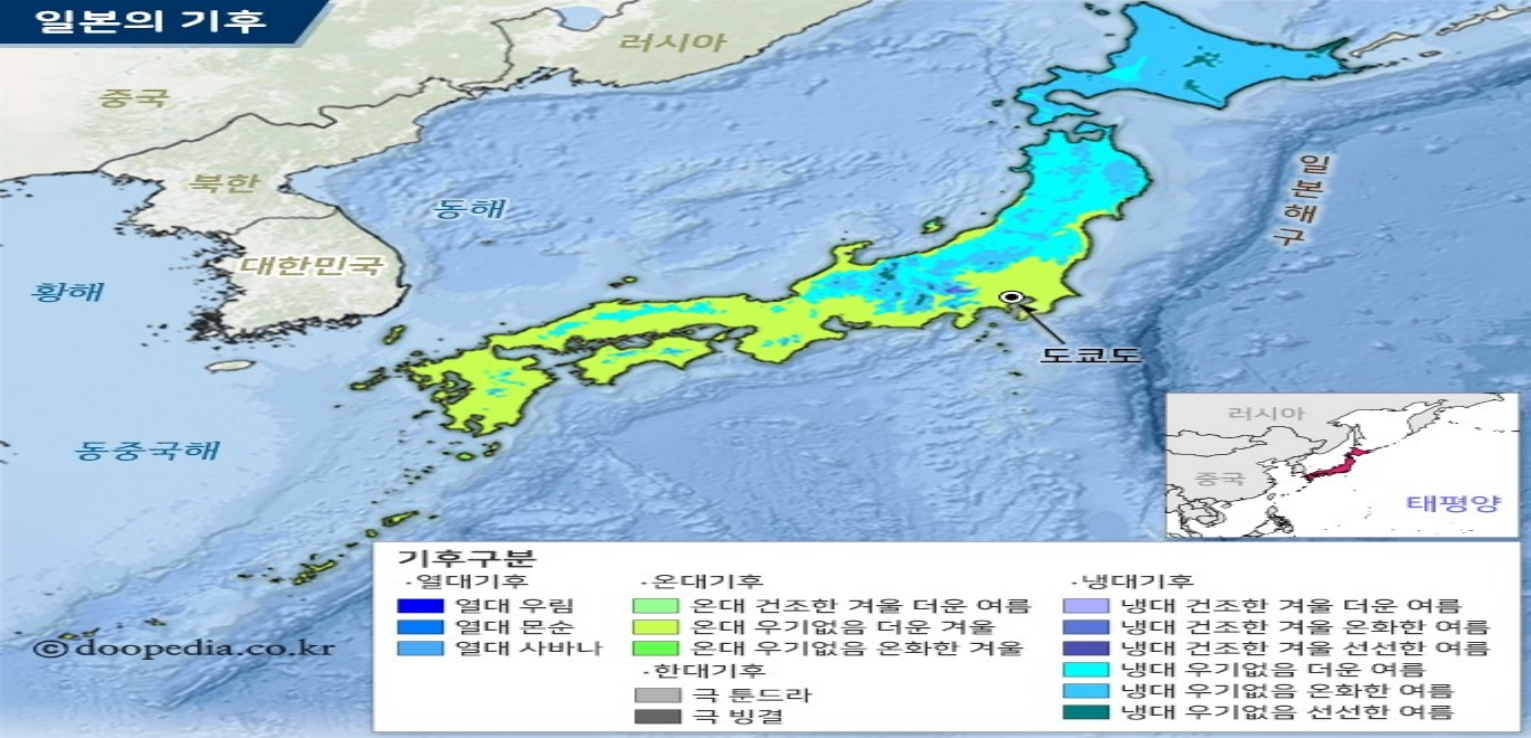 일본의 기후
러시아
중국
북한
동해
일본해구
대한민국
황해
도쿄도
동중국해
러시아
중국
태평양
기후구분
·열대기후
열대 우림
열대 몬순
열대 사바나
·온대기후
온대 건조한 겨울 더운 여름
온대 우기없음 더운 겨울
온대 우기없음 온화한 겨울
·한대기후
극 툰드라
극 빙결
·냉대기후
냉대 건조한 겨울 더운 여름
냉대 건조한 겨울 온화한 여름
냉대 건조한 겨울 선선한 여름
냉대 우기없음 더운 여름
냉대 우기없음 온화한 여름
냉대 우기없음 선선한 여름
ⓒdoopedia.co.kr